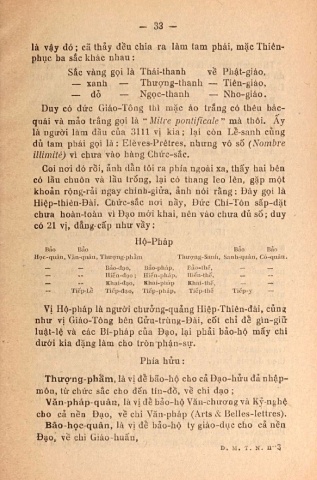 — 33 —
là vậy đó; cả thấy đều chia ra làm tam phái, mặc Thiên-
phục ba sắc khác nhau:
Sắc vàng gọi là Thái-thanh về Phật-giáo,
— xanh — Thượng-thanh — Tiên-giáo,
— đỏ — Ngọc-thanh — Nho-giáo.
Duy có đức Giáo-Tông thì mặc áo trắng có thêu bác-
quái và mão trắng gọi là “Mitre pontificale” mà thôi. Ấy
là người làm đầu của 3111 vị kia; lại còn Lễ-sanh cũng
đủ tam phái gọi là: Elèves-Prêtres, nhưng vô số (Nombre
illimité) vì chưa vào hàng Chức-sắc.
Coi nơi đó rồi, ảnh dẫn tôi ra phía ngoài xa, thấy hai bên
có lầu chuôn và lầu trống, lại có thang leo lên, gặp một
khoản rộng-rải ngay chính-giửa, ảnh nói rằng: Đây gọi là
Hiệp-thiên-Đài. Chức-sắc nơi nầy, Đức Chí-Tôn sắp-đặt
chưa hoàn-toàn vì Đạo mới khai, nên vào chưa đủ số; duy
có 21 vị, đẳng-cấp như vầy:
Hộ-Pháp
Bảo Bảo Bảo Bảo
Học-quân, Văn-quân, Thượng-phẩm Thượng-Sanh, Sanh-quân, Cô-quân.
— — Bảo-đạo, Bảo-pháp, Bảo-thế, — —
— — Hiến-đạo, Hiến-pháp, Hiến-thế, — —
— — Khai-đạo, Khai-pháp Khai-thế — —
— Tiếp-Lễ Tiếp-đạo, Tiếp-pháp, Tiếp-thế Tiếp-y —
Vị Hộ-pháp là người chưởng-quảng Hiệp-Thiên-đài, cũng
như vị Giáo-Tông bên Cửu-trùng-Đài, cốt chỉ để gìn-giữ
luật-lệ và các Bí-pháp của Đạo, lại phải bảo-hộ mấy chi
dưới kia đặng làm cho tròn phận-sự.
Phía hữu:
Thượng-phẩm, là vị để bảo-hộ cho cả Đạo-hữu đã nhập-
môn, từ chức sắc cho đến tín-đồ, về chi đạo;
Văn-pháp-quân, là vị để bảo-hộ Văn-chương và Kỷ-nghệ
cho cả nền Đạo, về chi Văn-pháp (Arts & Belles-lettres).
Bảo-học-quân, là vị để bảo-hộ ty giáo-dục cho cả nền
Đạo, về chi Giáo-huấn,
D. M. T. N. B — 3